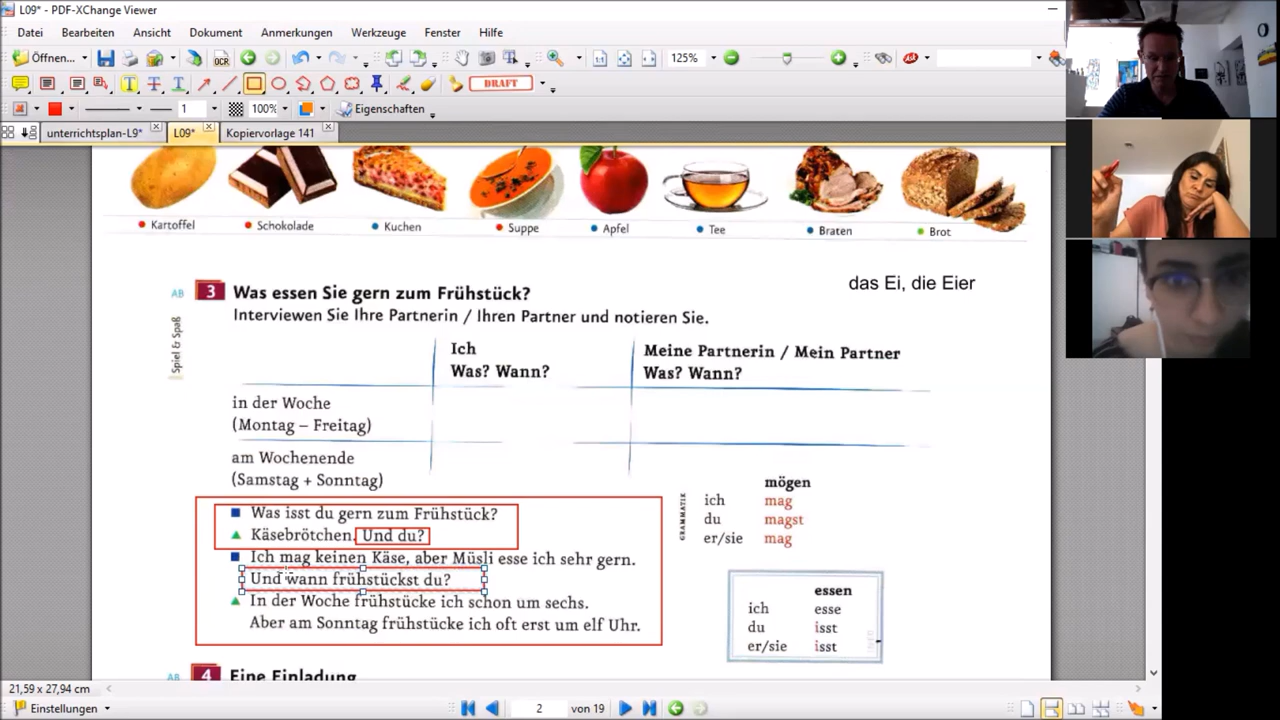 L09* - PDF-XChange Viewer
Datei Bearbeiten Ansicht Dokument Anmerkungen Werkzeuge Fenster Hilfe
Öffnen... OCR 125%
DRAFT
1 100% Eigenschaften
unterrichtsplan-L9* L09* Kopiervorlage 141
Kartoffel Schokolade Kuchen Suppe Apfel Tee Braten Brot
das Ei, die Eier
AB 3 Was essen Sie gern zum Frühstück?
Interviewen Sie Ihre Partnerin / Ihren Partner und notieren Sie.
Spiel & Spaß
Ich
Was? Wann?
Meine Partnerin / Mein Partner
Was? Wann?
in der Woche
(Montag – Freitag)
am Wochenende
(Samstag + Sonntag)
Was isst du gern zum Frühstück?
Käsebrötchen. Und du?
Ich mag keinen Käse, aber Müsli esse ich sehr gern.
Und wann frühstückst du?
In der Woche frühstücke ich schon um sechs.
Aber am Sonntag frühstücke ich oft erst um elf Uhr.
GRAMMATIK
mögen
ich mag
du magst
er/sie mag
essen
ich esse
du isst
er/sie isst
AB 4 Eine Einladung
21,59 x 27,94 cm
Einstellungen 2 von 19